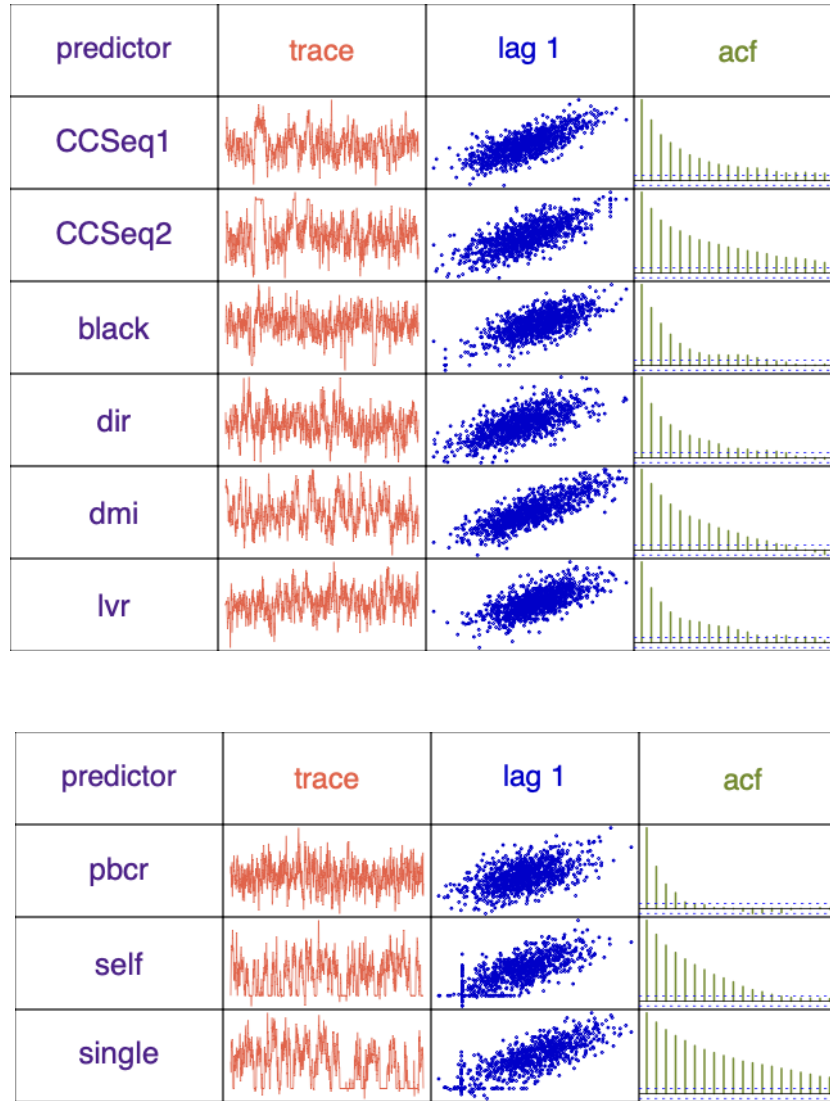 predictor trace lag 1 acf
CCSeq1
CCSeq2
black
dir
dmi
lvr
predictor trace lag 1 acf
pbcr
self
single